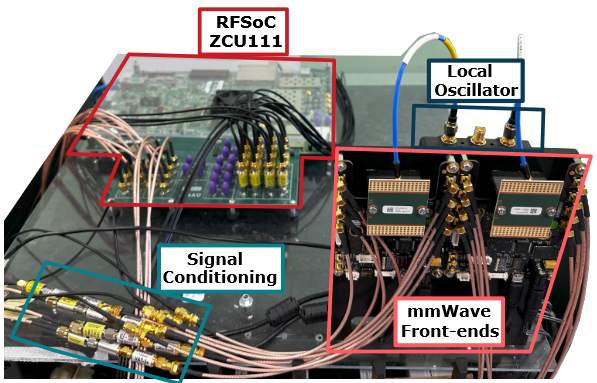 RFSoC
ZCU111
Local
Oscillator
Signal
Conditioning
mmWave
Front-ends